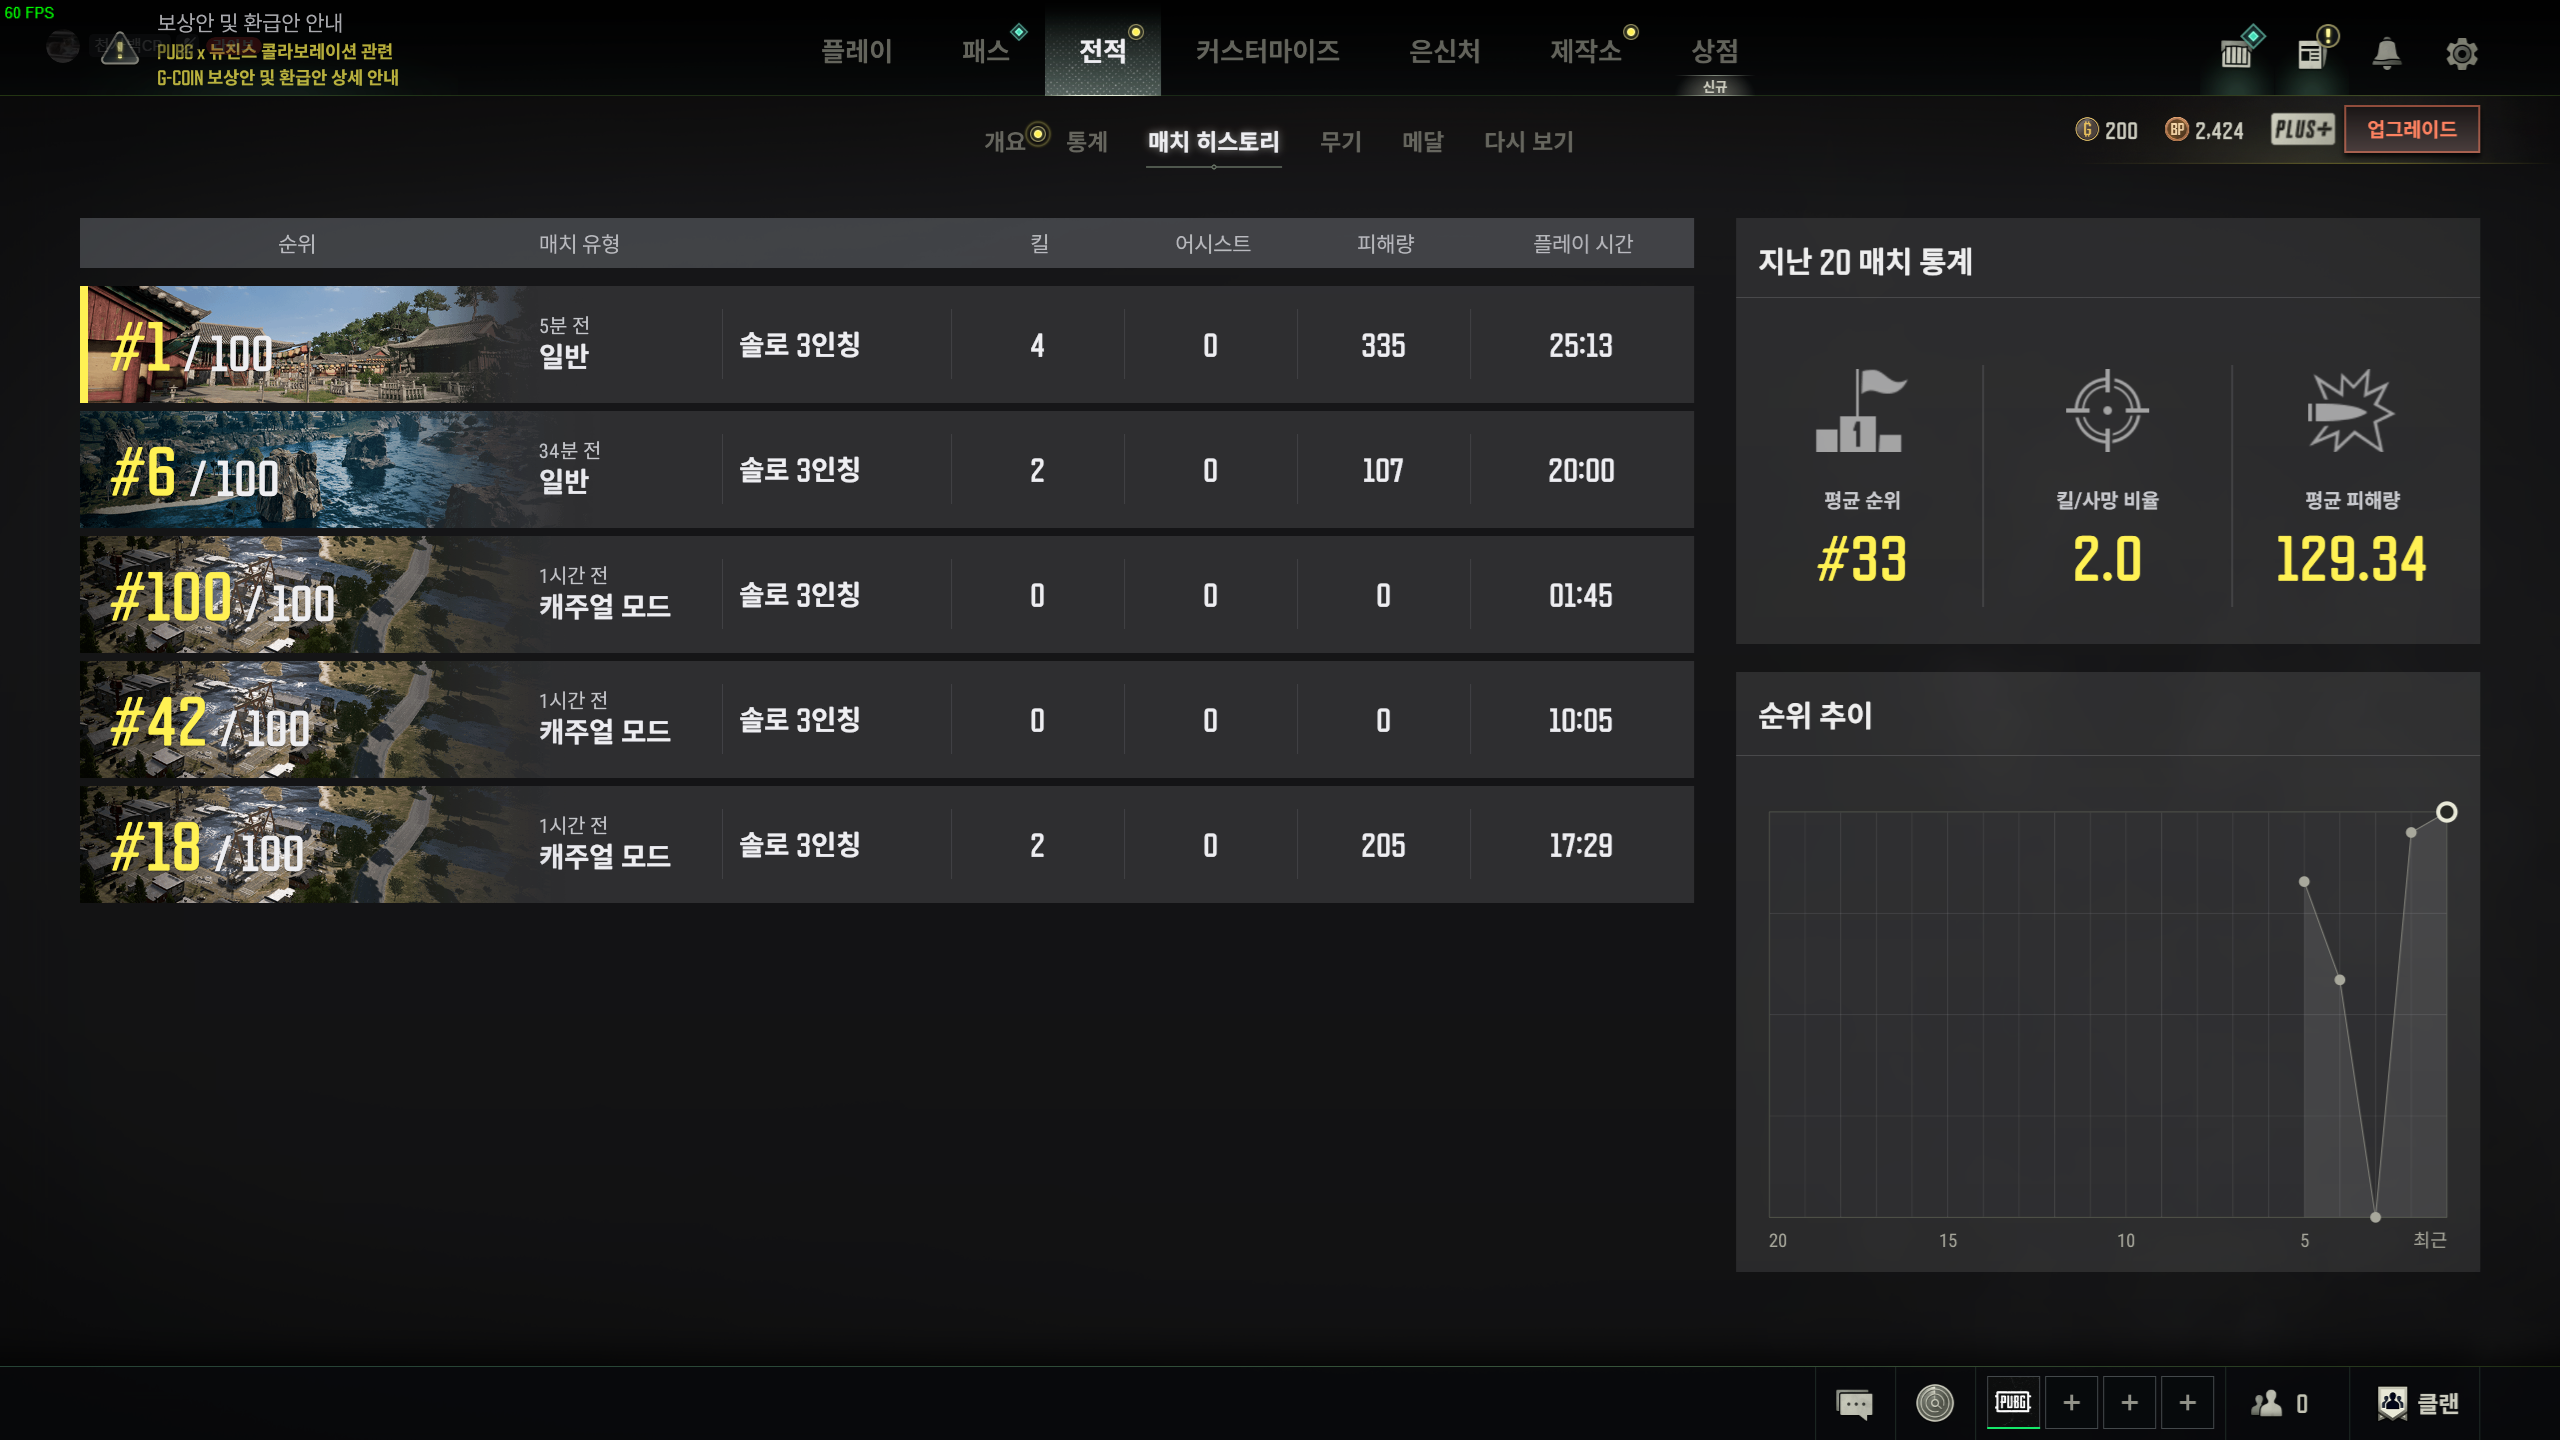 60 FPS
보상안 및 환급안 안내
PUBG x 뉴진스 콜라보레이션 관련
G-COIN 보상안 및 환급안 상세 안내
플레이
패스
전적
커스터마이즈
은신처
제작소
상점
신규
개요
통계
매치 히스토리
무기
메달
다시 보기
G 200
BP 2,424
PLUS+
업그레이드
순위
매치 유형
킬
어시스트
피해량
플레이 시간
#1 / 100
5분 전
일반
솔로 3인칭
4
0
335
25:13
#6 / 100
34분 전
일반
솔로 3인칭
2
0
107
20:00
#100 / 100
1시간 전
캐주얼 모드
솔로 3인칭
0
0
0
01:45
#42 / 100
1시간 전
캐주얼 모드
솔로 3인칭
0
0
0
10:05
#18 / 100
1시간 전
캐주얼 모드
솔로 3인칭
2
0
205
17:29
지난 20 매치 통계
1
평균 순위
#33
킬/사망 비율
2.0
평균 피해량
129.34
순위 추이
20
15
10
5
최근
PUBG
0
클랜